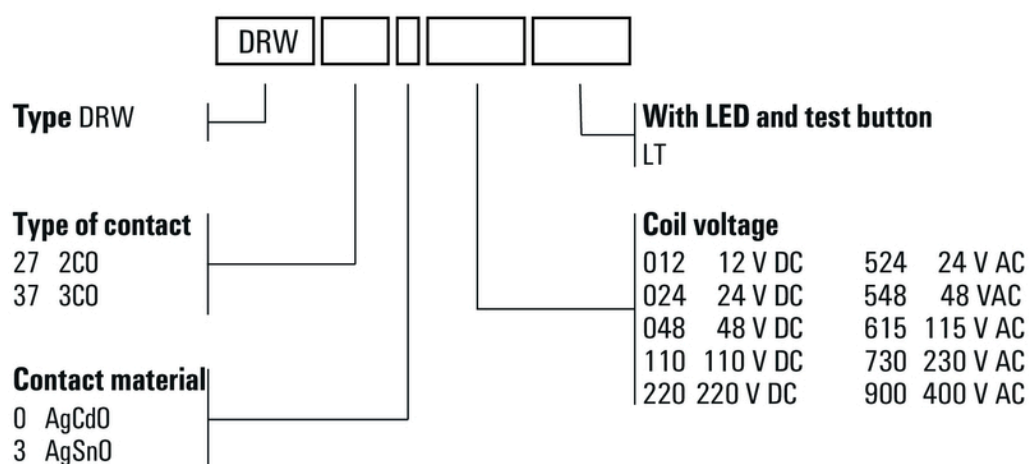 DRW
Type DRW
With LED and test button
LT
Type of contact
27 2CO
37 3CO
Coil voltage
012 12 V DC 524 24 V AC
024 24 V DC 548 48 VAC
048 48 V DC 615 115 V AC
110 110 V DC 730 230 V AC
220 220 V DC 900 400 V AC
Contact material
0 AgCdO
3 AgSnO